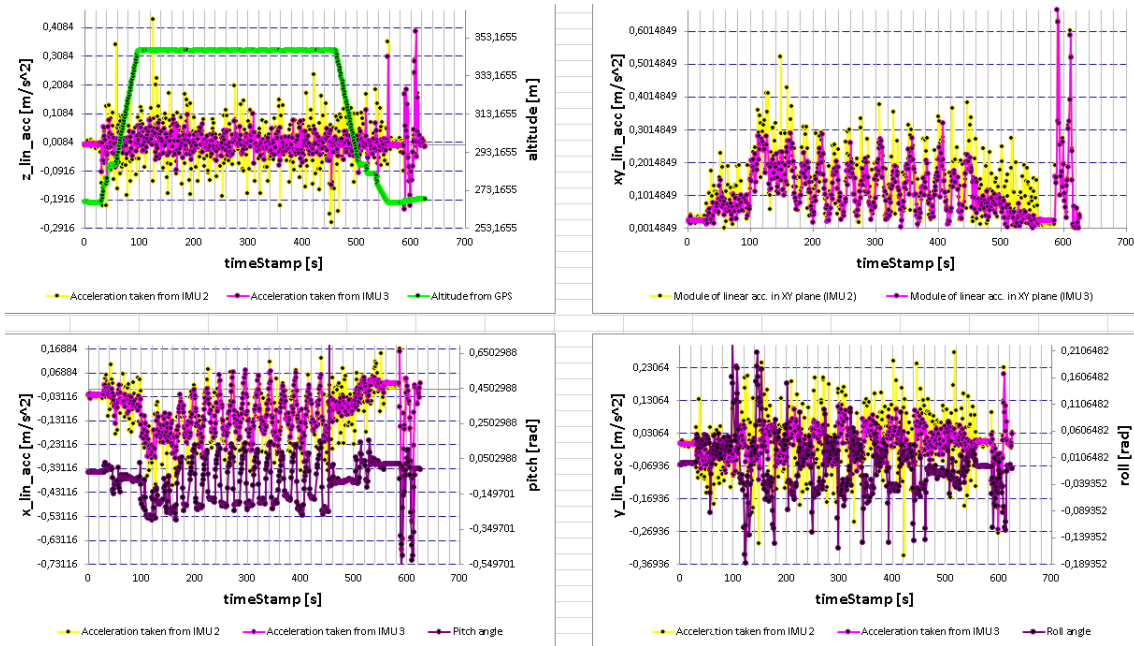 0,4084
0,3084
0,2084
0,1084
0,0084
-0,0916
-0,1916
-0,2916
z_lin_acc [m/s^2]
353,1655
333,1655
313,1655
293,1655
273,1655
253,1655
altitude [m]
0 100 200 300 400 500 600 700
timeStamp [s]
Acceleration taken from IMU 2 Acceleration taken from IMU 3 Altitude from GPS
0,6014849
0,5014849
0,4014849
0,3014849
0,2014849
0,1014849
0,0014849
xy_lin_acc [m/s^2]
0 100 200 300 400 500 600 700
timeStamp [s]
Module of linear acc. in XY plane (IMU 2) Module of linear acc. in XY plane (IMU 3)
0,16884
0,06884
-0,03116
-0,13116
-0,23116
-0,33116
-0,43116
-0,53116
-0,63116
-0,73116
x_lin_acc [m/s^2]
0,6502988
0,4502988
0,2502988
0,0502988
-0,149701
-0,349701
-0,549701
pitch [rad]
0 100 200 300 400 500 600 700
timeStamp [s]
Acceleration taken from IMU 2 Acceleration taken from IMU 3 Pitch angle
0,23064
0,13064
0,03064
-0,06936
-0,16936
-0,26936
-0,36936
y_lin_acc [m/s^2]
0,2106482
0,1606482
0,1106482
0,0606482
0,0106482
-0,039352
-0,089352
-0,139352
-0,189352
roll [rad]
0 100 200 300 400 500 600 700
timeStamp [s]
Acceleration taken from IMU 2 Acceleration taken from IMU 3 Roll angle